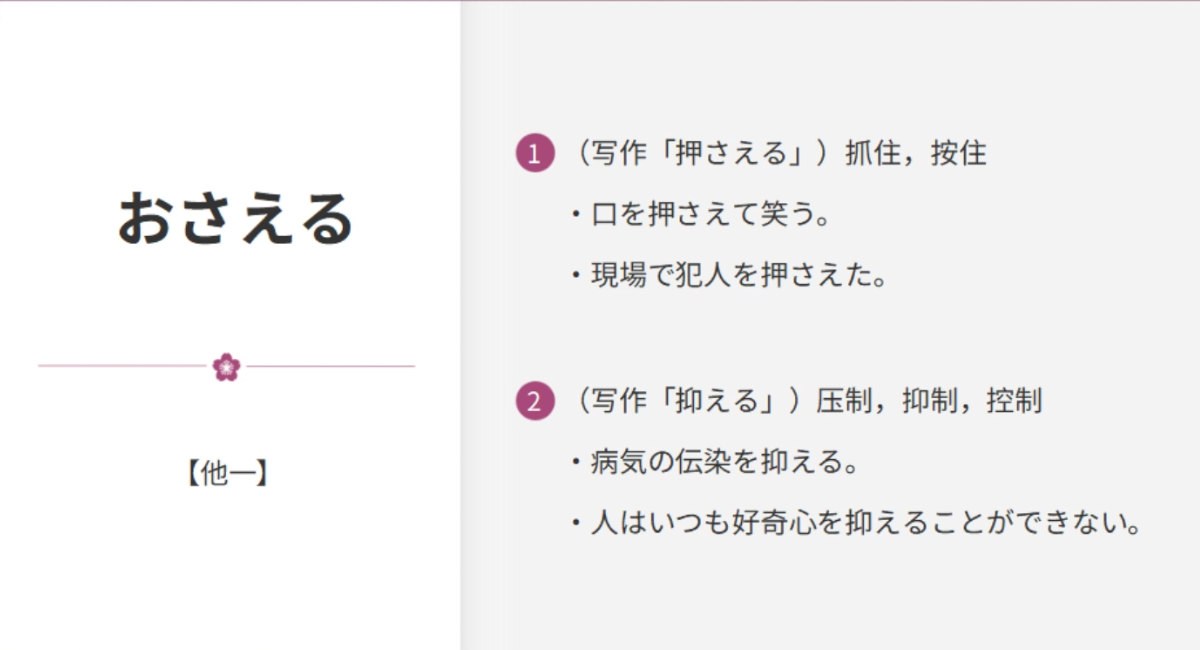 おさえる
【他一】
1 （写作「押さえる」）抓住，按住
・口を押さえて笑う。
・現場で犯人を押さえた。
2 （写作「抑える」）压制，抑制，控制
・病気の伝染を抑える。
・人はいつも好奇心を抑えることができない。